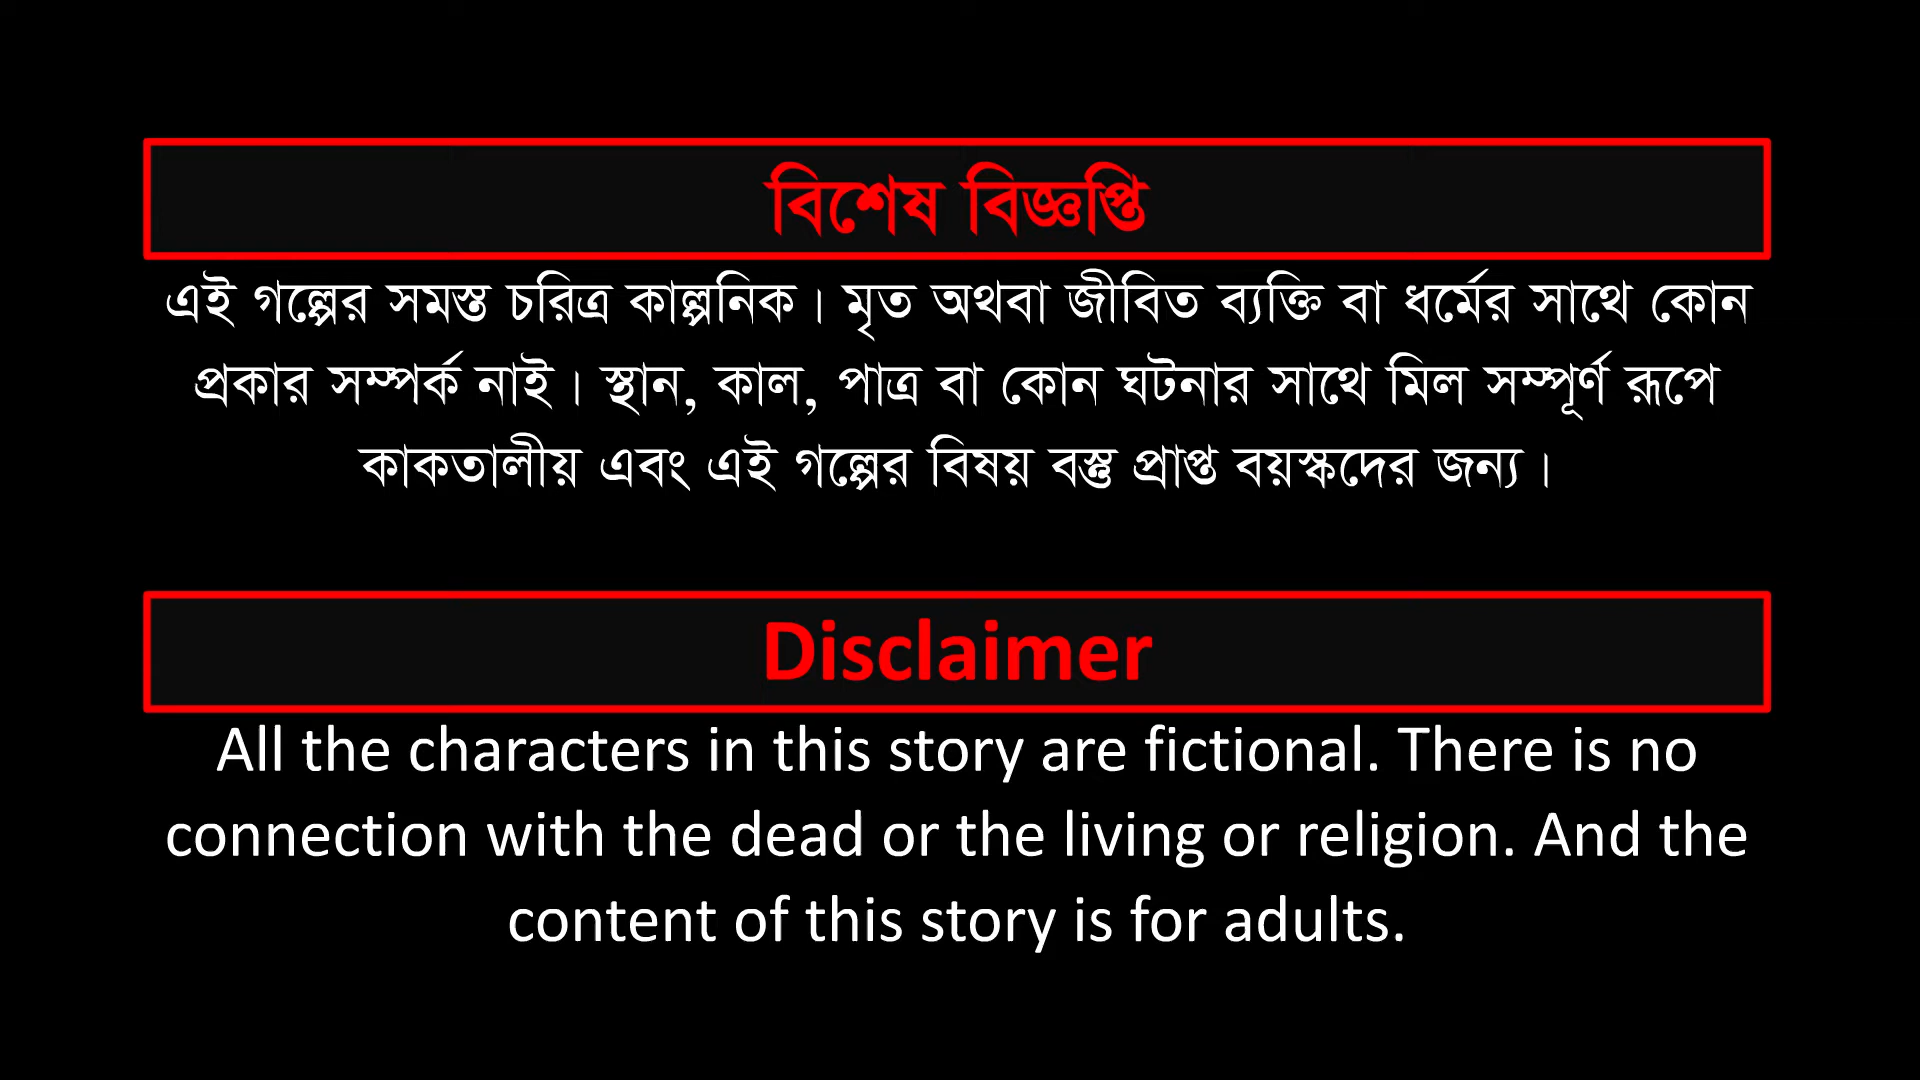 বিশেষ বিজ্ঞপ্তি
এই গল্পের সমস্ত চরিত্র কাল্পনিক। মৃত অথবা জীবিত ব্যক্তি বা ধর্মের সাথে কোন
প্রকার সম্পর্ক নাই। স্থান, কাল, পাত্র বা কোন ঘটনার সাথে মিল সম্পূর্ণ রূপে
কাকতালীয় এবং এই গল্পের বিষয় বস্তু প্রাপ্ত বয়স্কদের জন্য।
Disclaimer
All the characters in this story are fictional. There is no
connection with the dead or the living or religion. And the
content of this story is for adults.